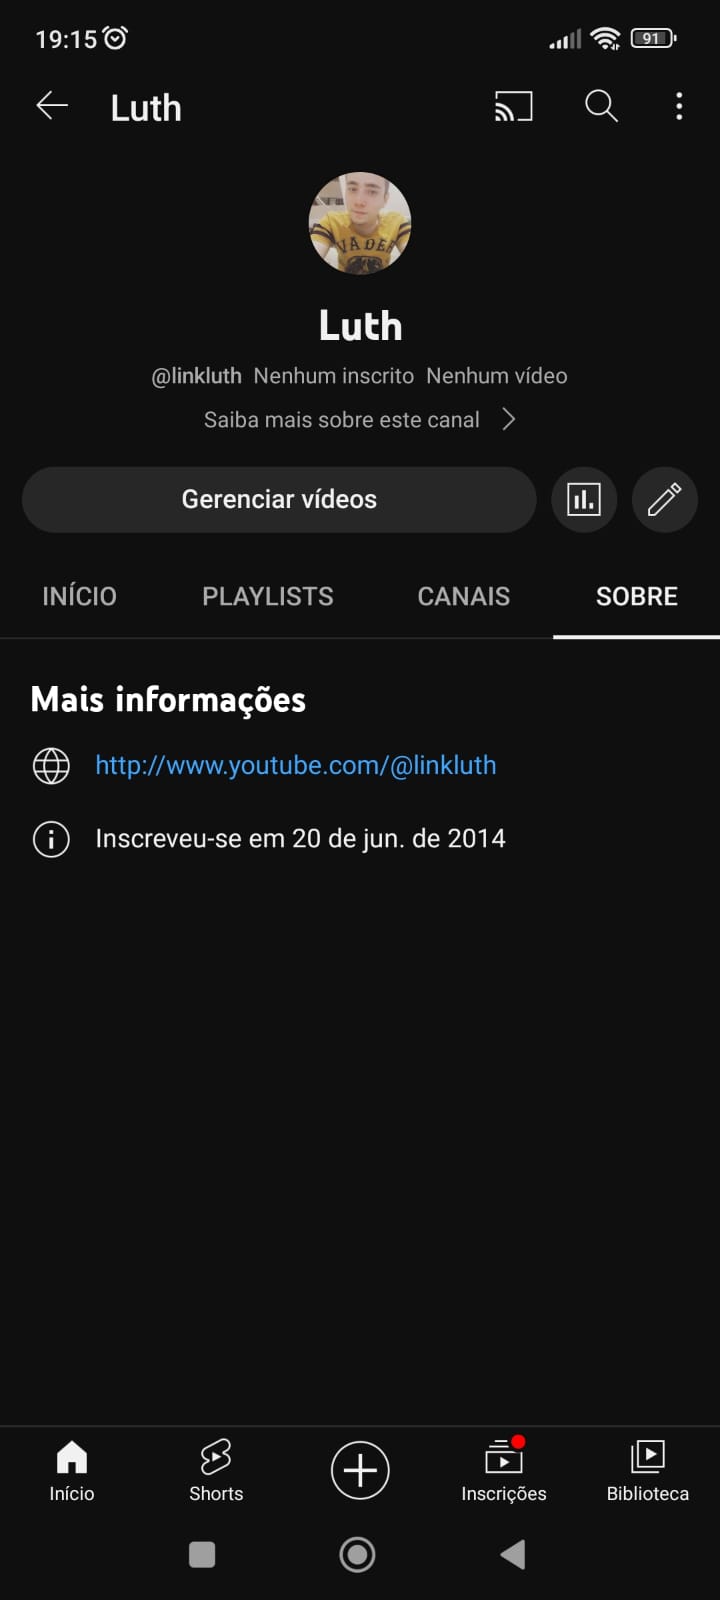 19:15
91
Luth
VADER
Luth
@linkluth Nenhum inscrito Nenhum vídeo
Saiba mais sobre este canal
Gerenciar vídeos
INÍCIO PLAYLISTS CANAIS SOBRE
Mais informações
http://www.youtube.com/@linkluth
Inscreveu-se em 20 de jun. de 2014
Início Shorts Inscrições Biblioteca